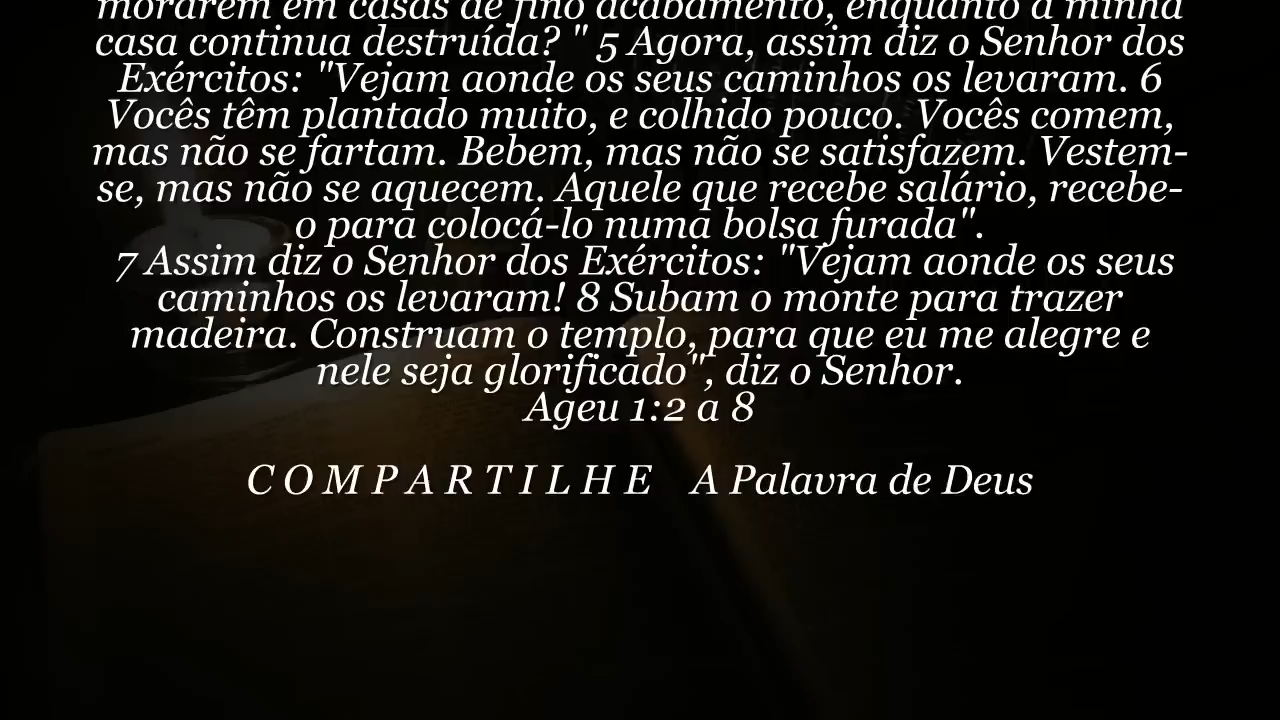 morarem em casas de fino acabamento, enquanto a minha
casa continua destruída? " 5 Agora, assim diz o Senhor dos
Exércitos: "Vejam aonde os seus caminhos os levaram. 6
Vocês têm plantado muito, e colhido pouco. Vocês comem,
mas não se fartam. Bebem, mas não se satisfazem. Vestem-
se, mas não se aquecem. Aquele que recebe salário, recebe-
o para colocá-lo numa bolsa furada".
7 Assim diz o Senhor dos Exércitos: "Vejam aonde os seus
caminhos os levaram! 8 Subam o monte para trazer
madeira. Construam o templo, para que eu me alegre e
nele seja glorificado", diz o Senhor.
Ageu 1:2 a 8
C O M P A R T I L H E A Palavra de Deus